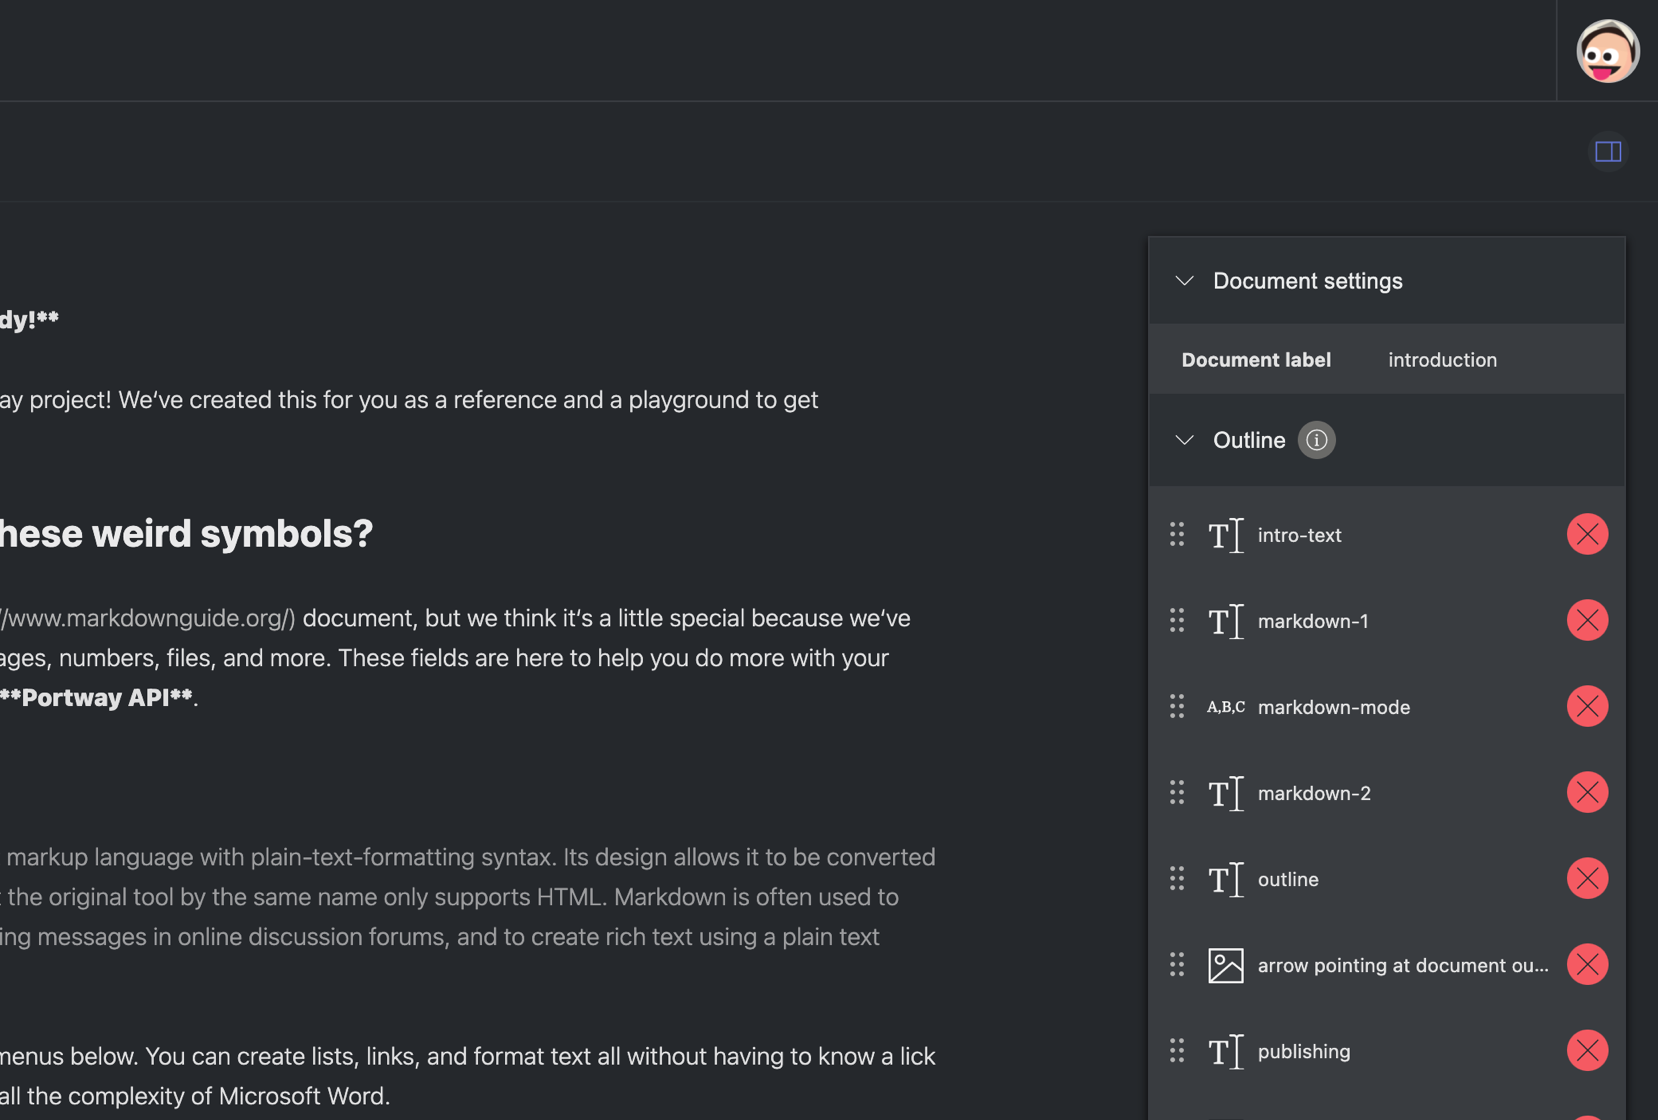 dy!**
ay project! We‘ve created this for you as a reference and a playground to get
hese weird symbols?
//www.markdownguide.org/) document, but we think it‘s a little special because we‘ve
ages, numbers, files, and more. These fields are here to help you do more with your
**Portway API**.
markup language with plain-text-formatting syntax. Its design allows it to be converted
t the original tool by the same name only supports HTML. Markdown is often used to
ing messages in online discussion forums, and to create rich text using a plain text
menus below. You can create lists, links, and format text all without having to know a lick
all the complexity of Microsoft Word.
Document settings
Document label introduction
Outline
intro-text
markdown-1
A,B,C markdown-mode
markdown-2
outline
arrow pointing at document ou...
publishing